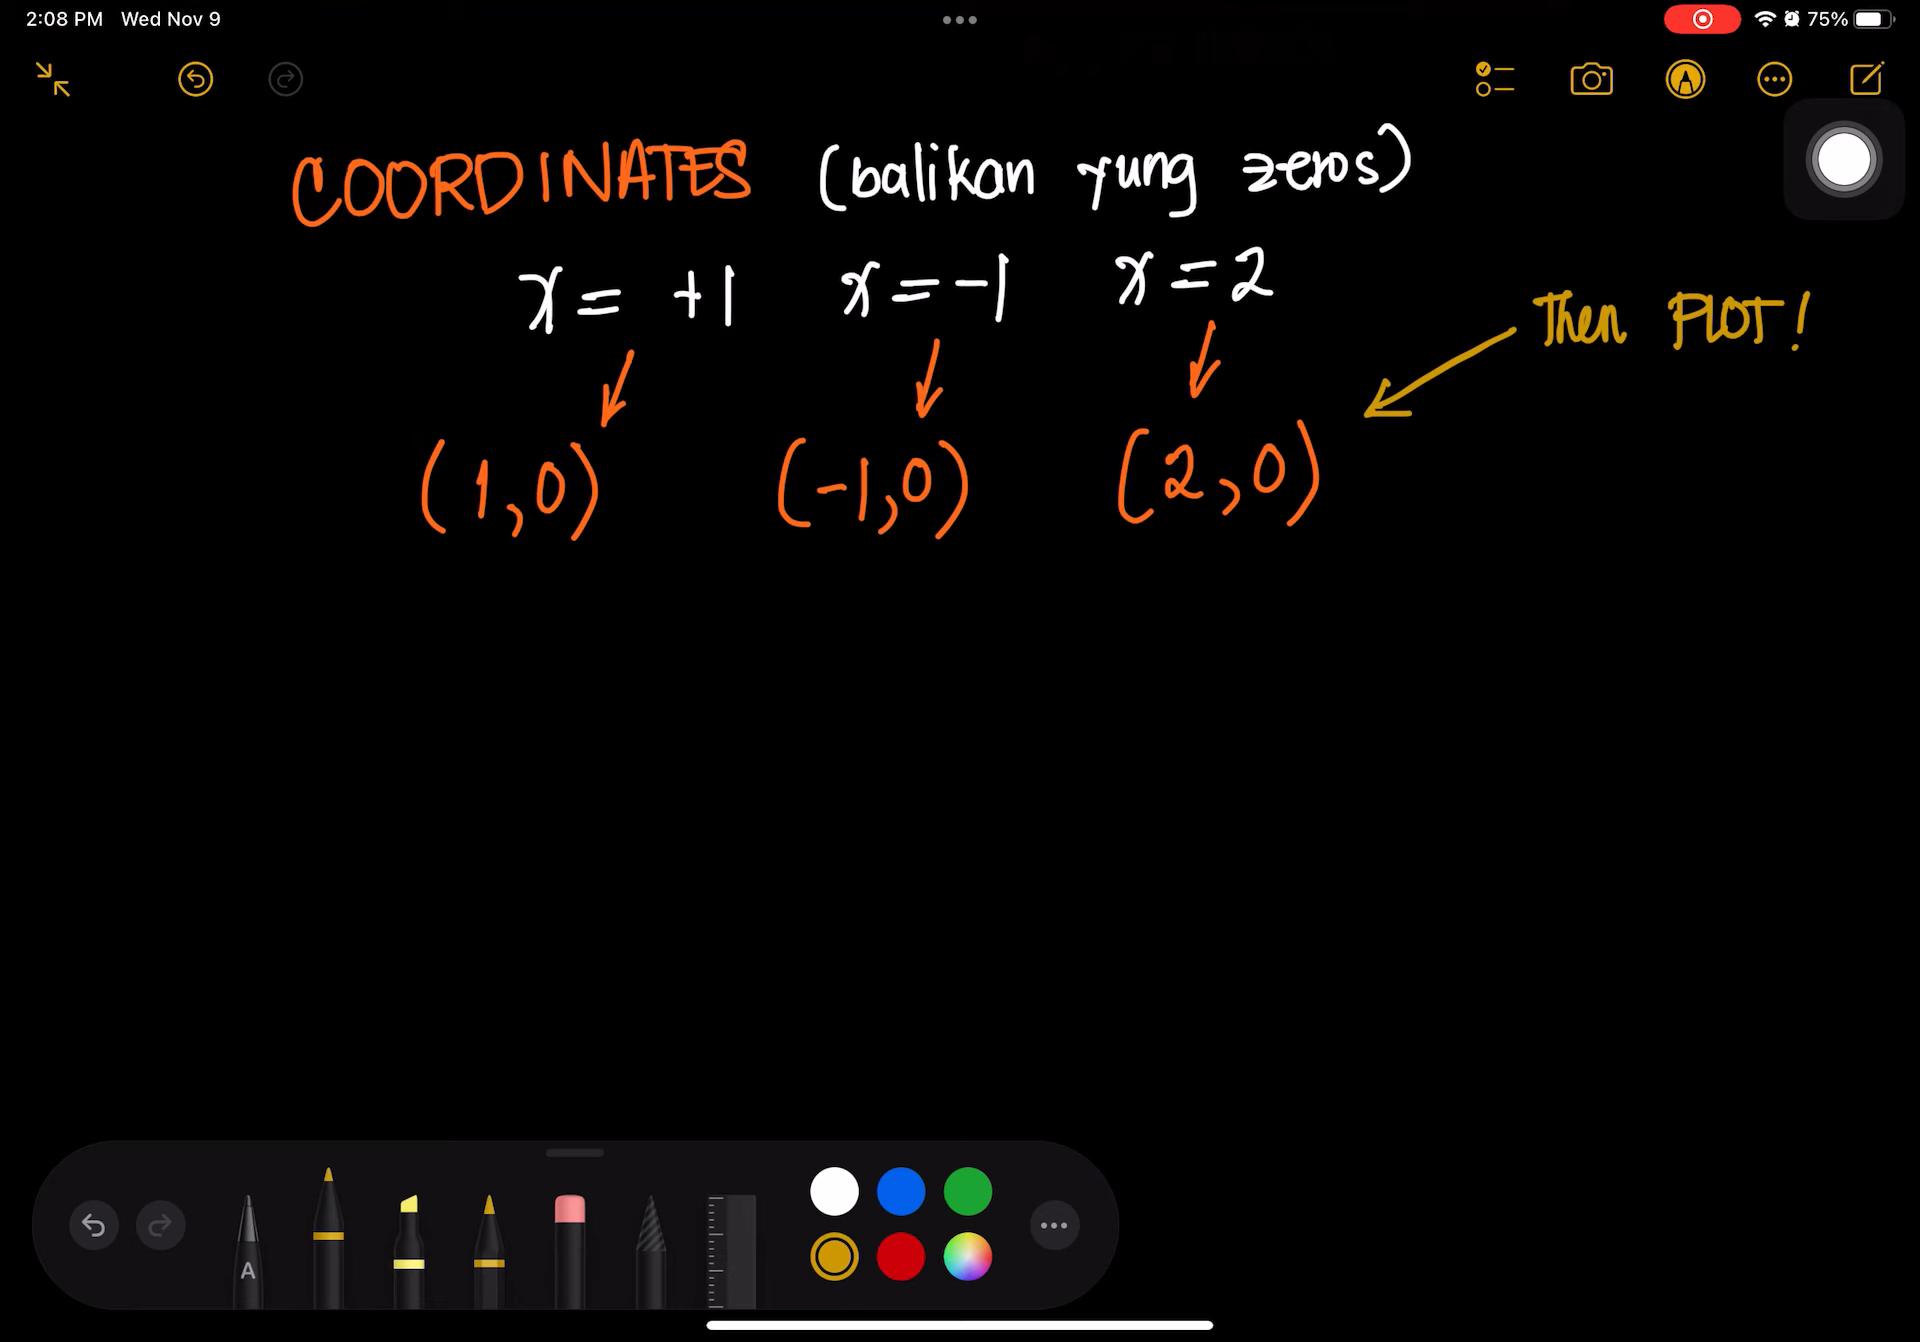 2:08 PM Wed Nov 9
75%
COORDINATES (balikan yung zeros)
x = +1 x = -1 x = 2
Then PLOT!
(1,0) (-1,0) (2,0)
A